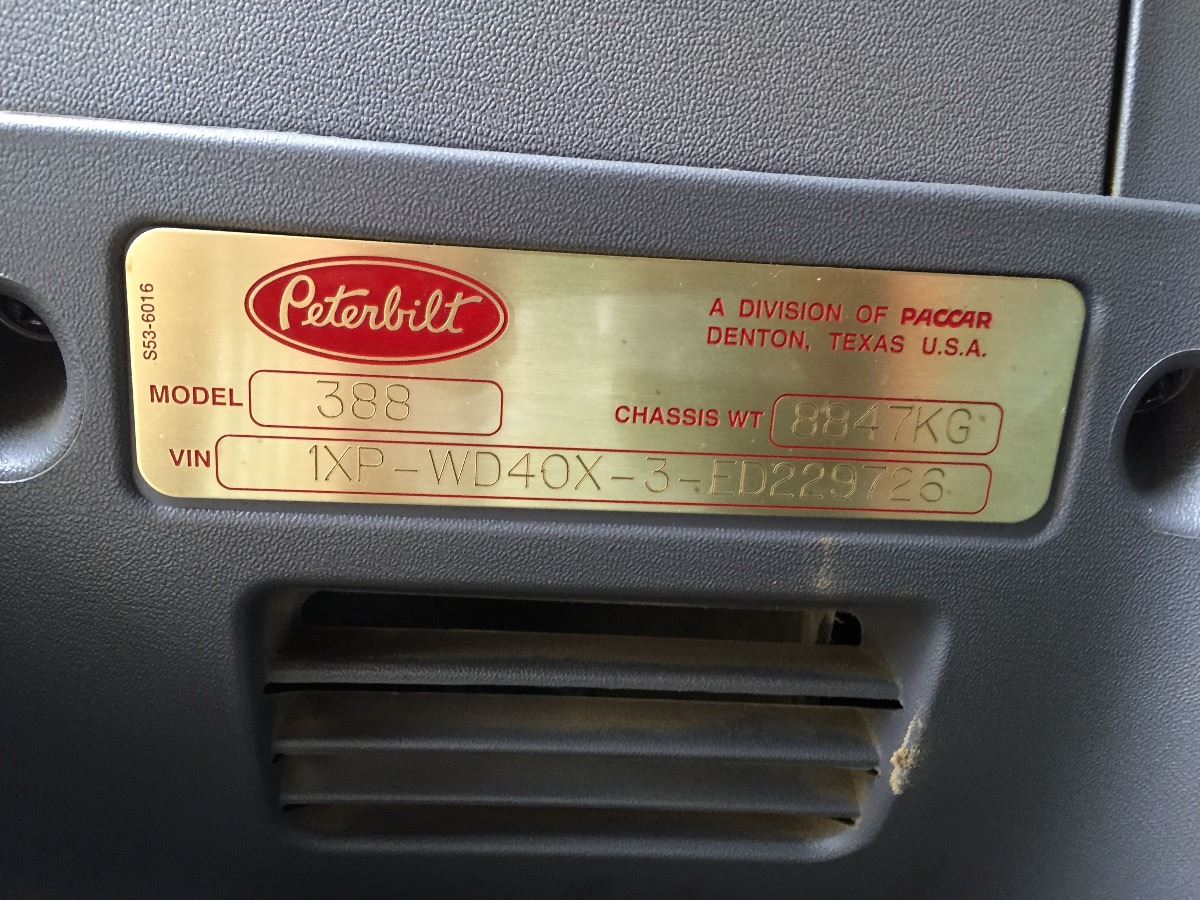 S53-6016
Peterbilt
A DIVISION OF PACCAR
DENTON, TEXAS U.S.A.
MODEL 388
CHASSIS WT 8847KG
VIN 1XP-WD40X-3-ED229726